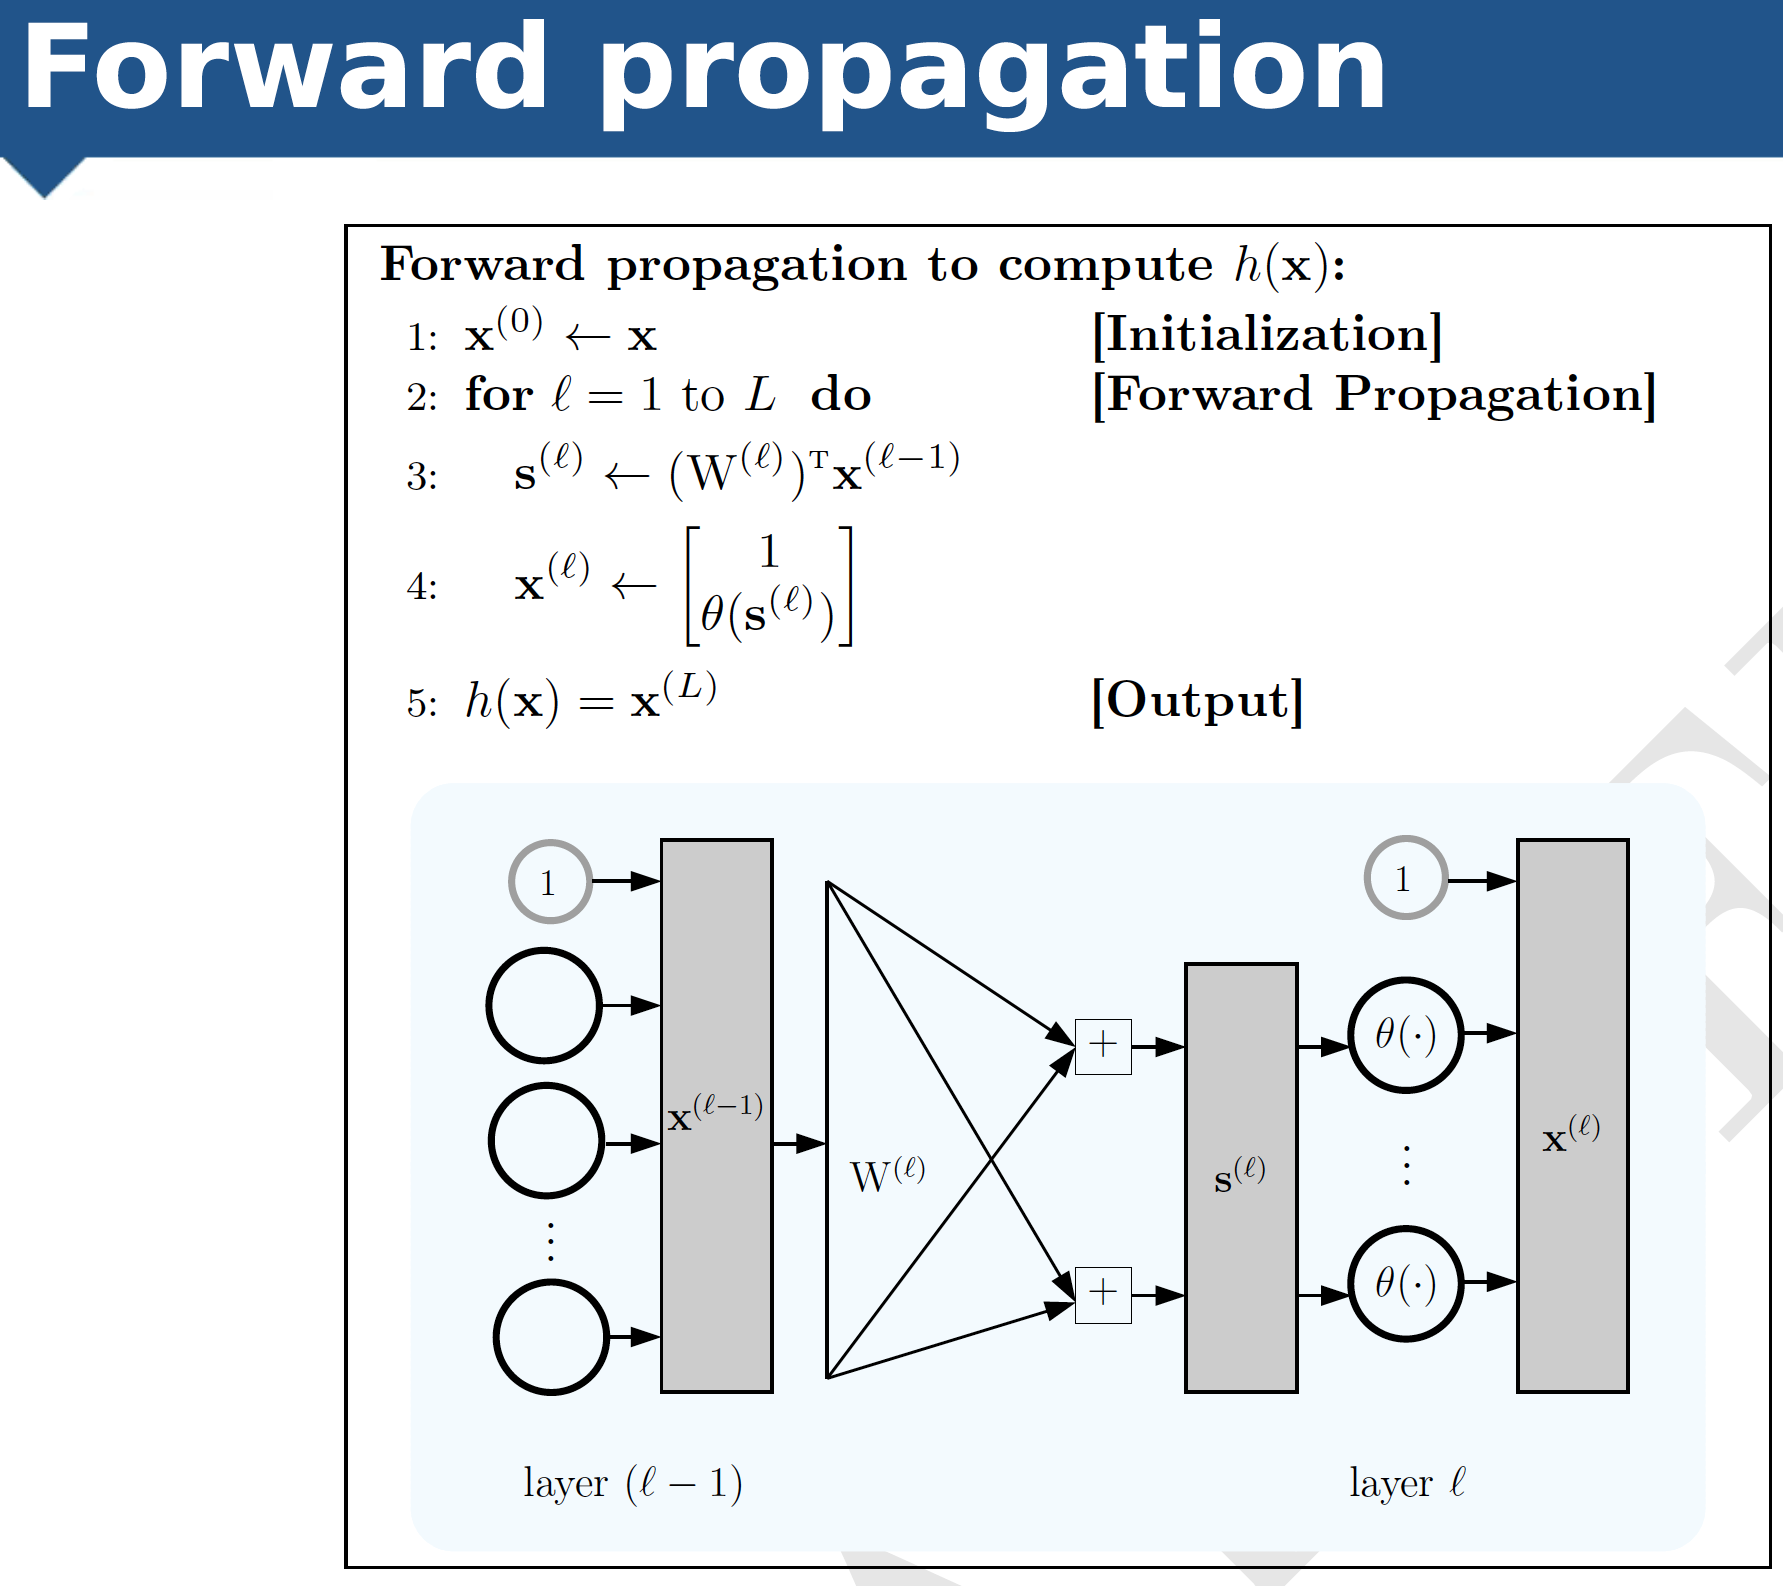 Forward propagation
Forward propagation to compute h(x):
1: x^(0) ← x [Initialization]
2: for ℓ = 1 to L do [Forward Propagation]
3: s^(ℓ) ← (W^(ℓ))^T x^(ℓ−1)
4: x^(ℓ) ← [ 1
θ(s^(ℓ)) ]
5: h(x) = x^(L) [Output]
1 1
+ θ(·)
x^(ℓ−1) W^(ℓ) s^(ℓ) ⋮ x^(ℓ)
⋮
+ θ(·)
layer (ℓ − 1) layer ℓ